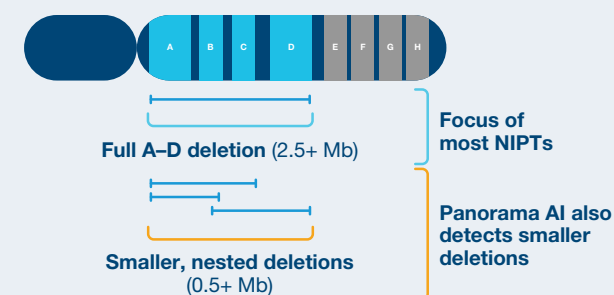 A B C D E F G H
Full A–D deletion (2.5+ Mb)
Focus of
most NIPTs
Smaller, nested deletions
(0.5+ Mb)
Panorama AI also
detects smaller
deletions